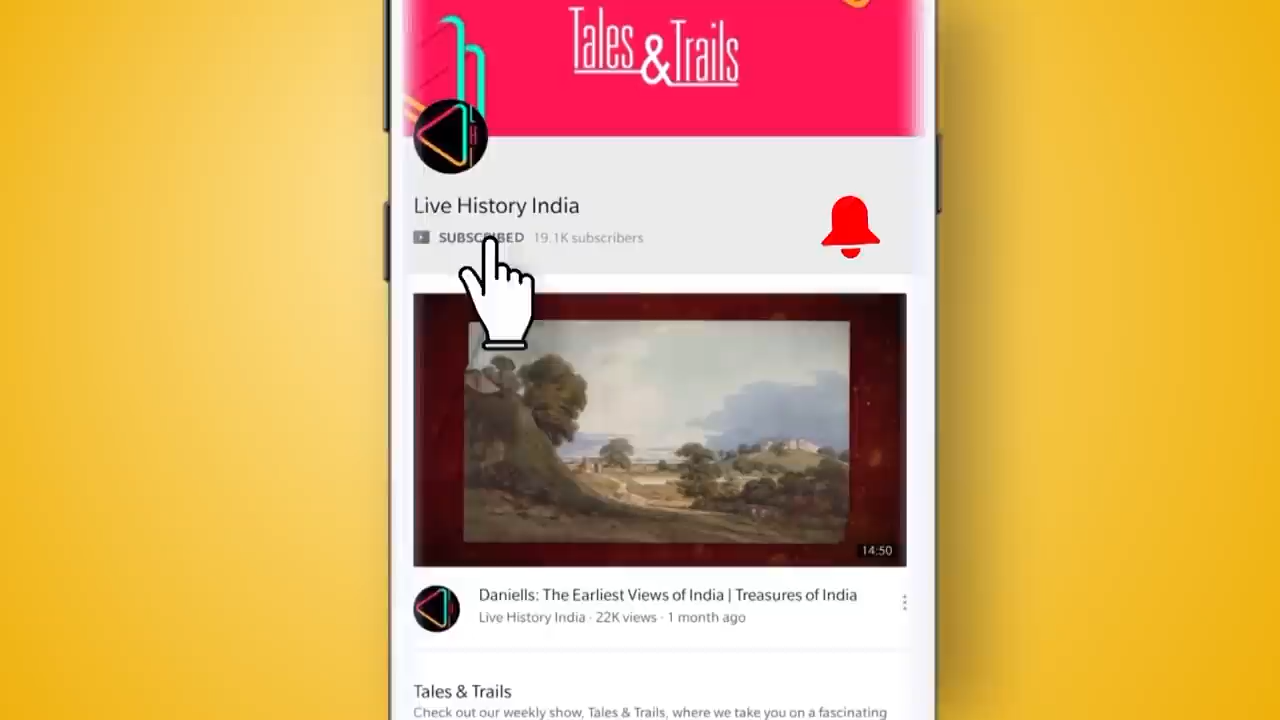 Tales & Trails
Live History India
SUBSCRIBED 19.1K subscribers
14:50
Daniells: The Earliest Views of India | Treasures of India
Live History India · 22K views · 1 month ago
Tales & Trails
Check out our weekly show, Tales & Trails, where we take you on a fascinating